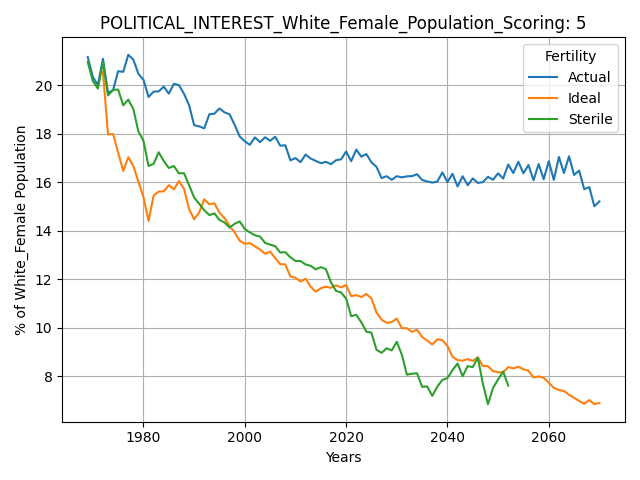 POLITICAL_INTEREST_White_Female_Population_Scoring: 5
Fertility
Actual
Ideal
Sterile
% of White_Female Population
20
18
16
14
12
10
8
1980 2000 2020 2040 2060
Years